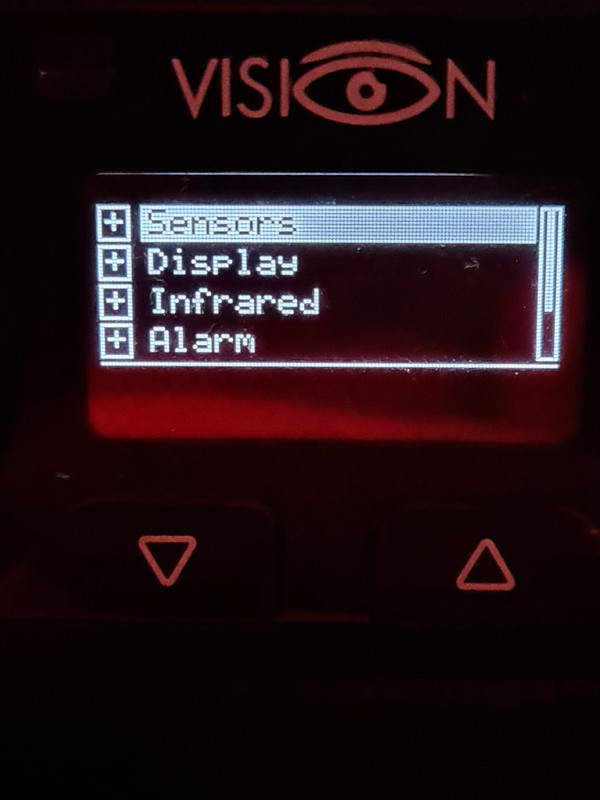 VISION
Sensors
Display
Infrared
Alarm